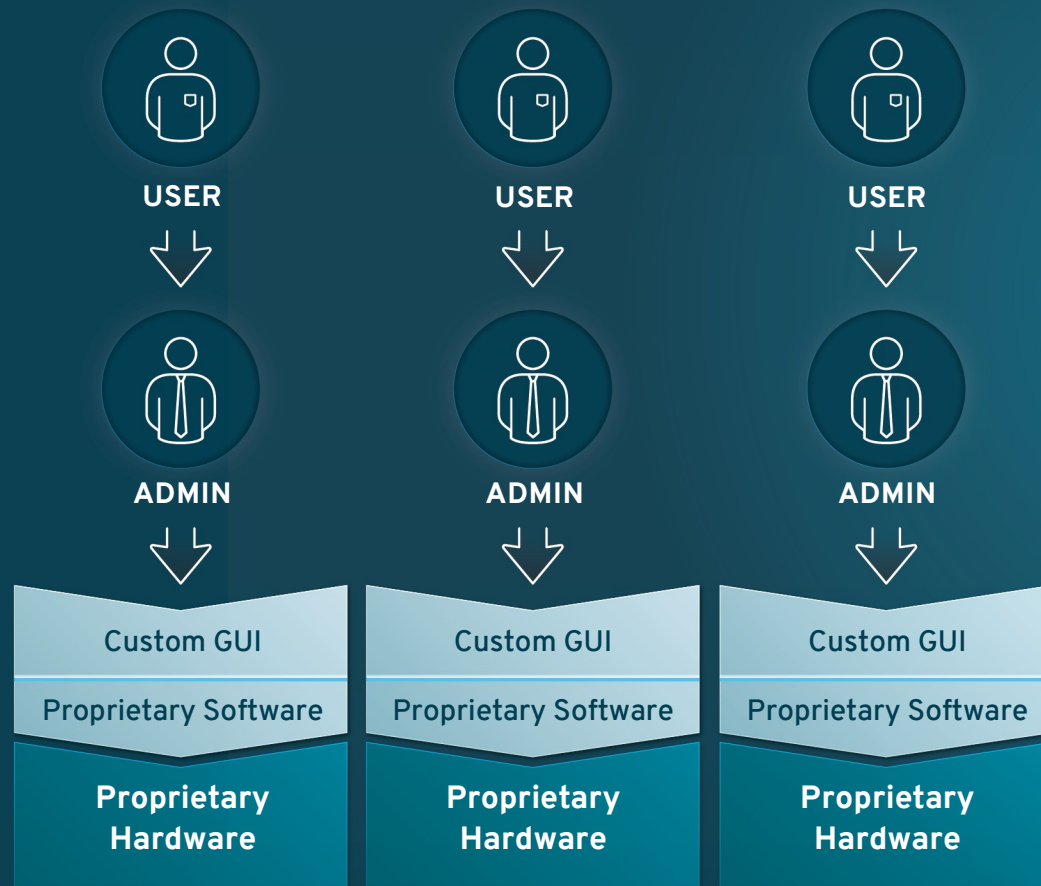 USER
USER
USER
ADMIN
ADMIN
ADMIN
Custom GUI
Custom GUI
Custom GUI
Proprietary Software
Proprietary Software
Proprietary Software
Proprietary
Hardware
Proprietary
Hardware
Proprietary
Hardware